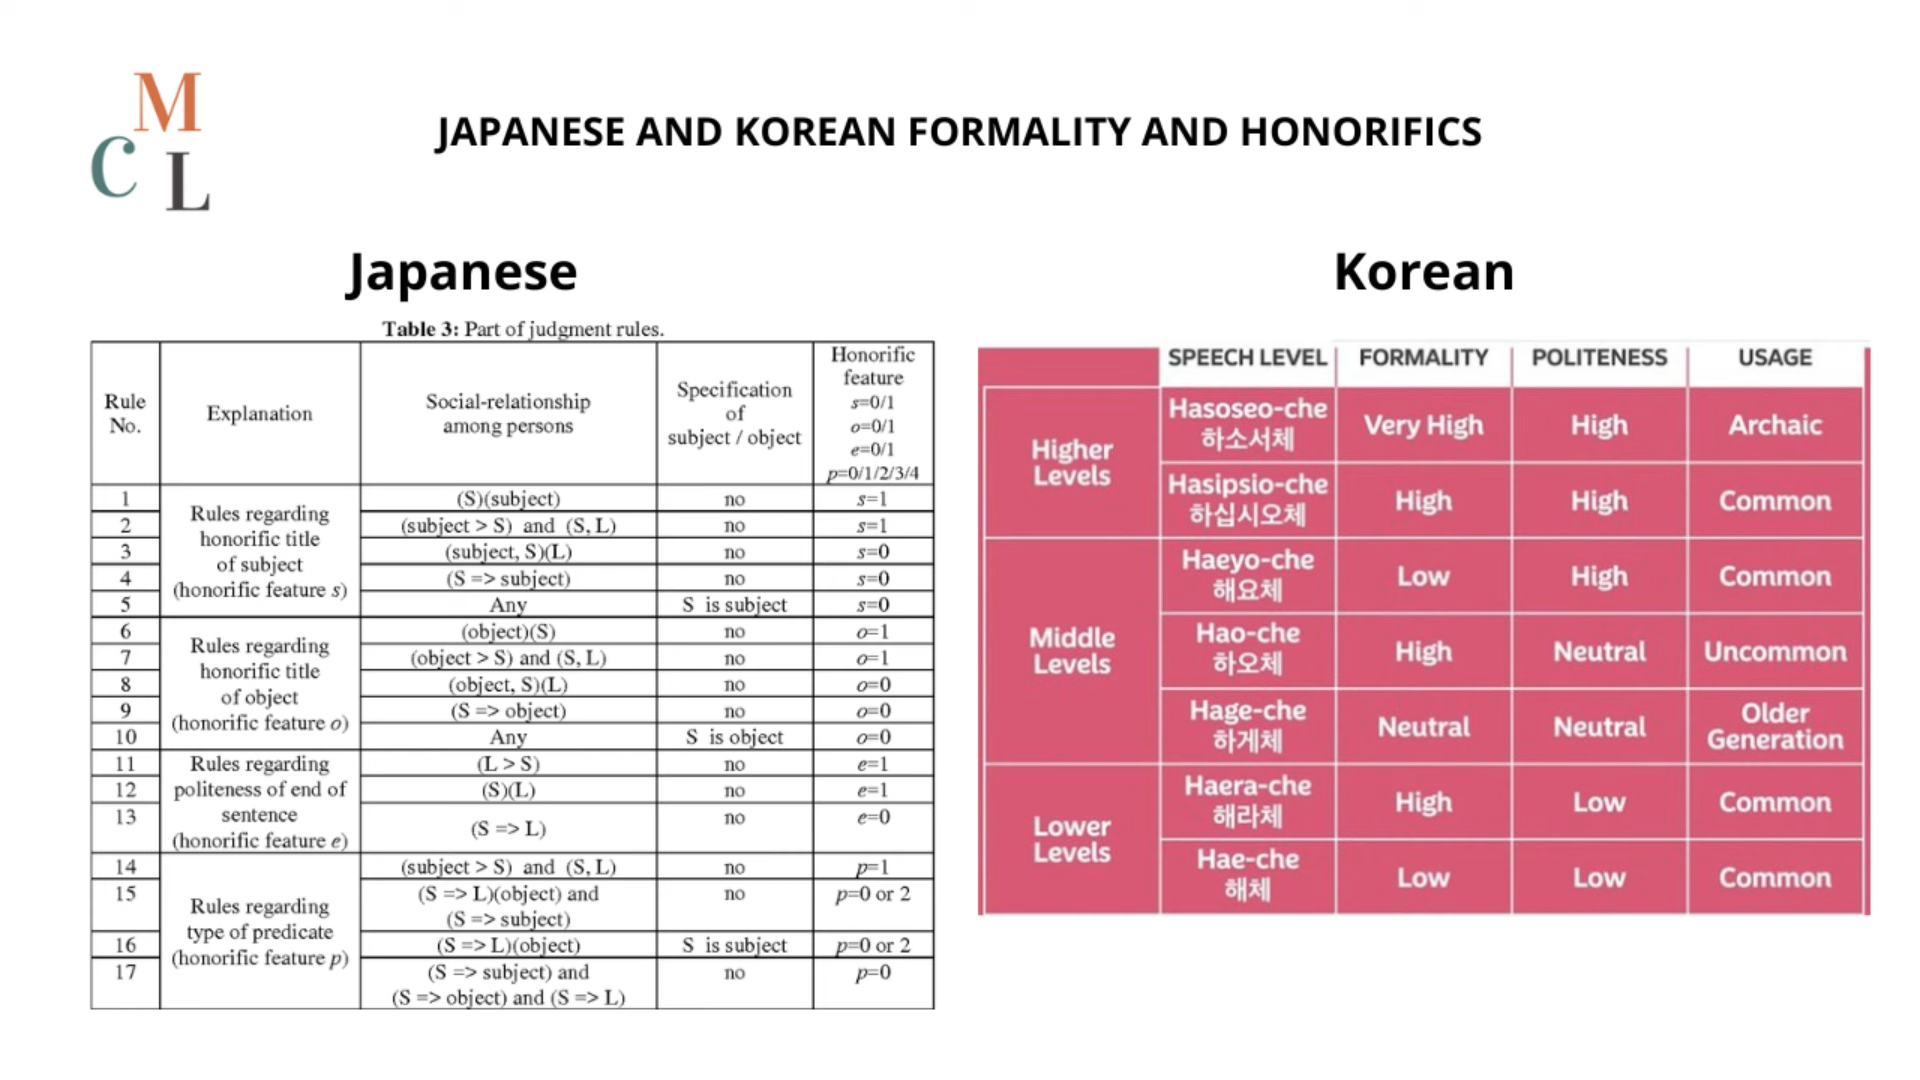 M
C L
JAPANESE AND KOREAN FORMALITY AND HONORIFICS
Japanese
Table 3: Part of judgment rules.
Rule No. | Explanation | Social-relationship among persons | Specification of subject / object | Honorific feature s=0/1 o=0/1 e=0/1 p=0/1/2/3/4
Rules regarding honorific title of subject (honorific feature s)
1 (S)(subject) no s=1
2 (subject > S) and (S, L) no s=1
3 (subject, S)(L) no s=0
4 (S => subject) no s=0
5 Any S is subject s=0
Rules regarding honorific title of object (honorific feature o)
6 (object)(S) no o=1
7 (object > S) and (S, L) no o=1
8 (object, S)(L) no o=0
9 (S => object) no o=0
10 Any S is object o=0
Rules regarding politeness of end of sentence (honorific feature e)
11 (L > S) no e=1
12 (S)(L) no e=1
13 (S => L) no e=0
Rules regarding type of predicate (honorific feature p)
14 (subject > S) and (S, L) no p=1
15 (S => L)(object) and (S => subject) no p=0 or 2
16 (S => L)(object) S is subject p=0 or 2
17 (S => subject) and (S => object) and (S => L) no p=0
Korean
SPEECH LEVEL FORMALITY POLITENESS USAGE
Higher Levels
Hasoseo-che 하소서체 Very High High Archaic
Hasipsio-che 하십시오체 High High Common
Middle Levels
Haeyo-che 해요체 Low High Common
Hao-che 하오체 High Neutral Uncommon
Hage-che 하게체 Neutral Neutral Older Generation
Lower Levels
Haera-che 해라체 High Low Common
Hae-che 해체 Low Low Common